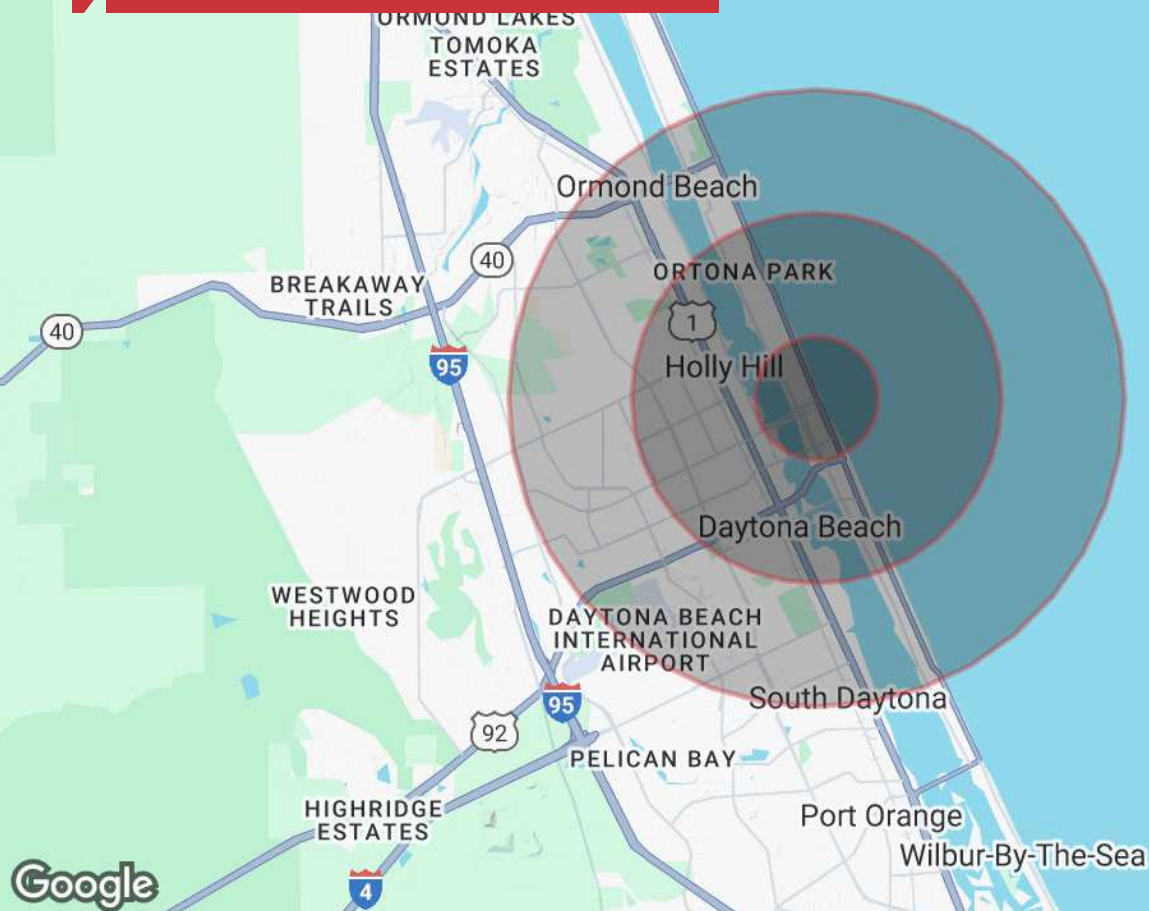 ORMOND LAKES
TOMOKA
ESTATES
Ormond Beach
40
ORTONA PARK
BREAKAWAY
TRAILS
40
1
95
Holly Hill
Daytona Beach
WESTWOOD
HEIGHTS
DAYTONA BEACH
INTERNATIONAL
AIRPORT
95
South Daytona
92
PELICAN BAY
HIGHRIDGE
ESTATES
Port Orange
Wilbur-By-The-Sea
Google
4